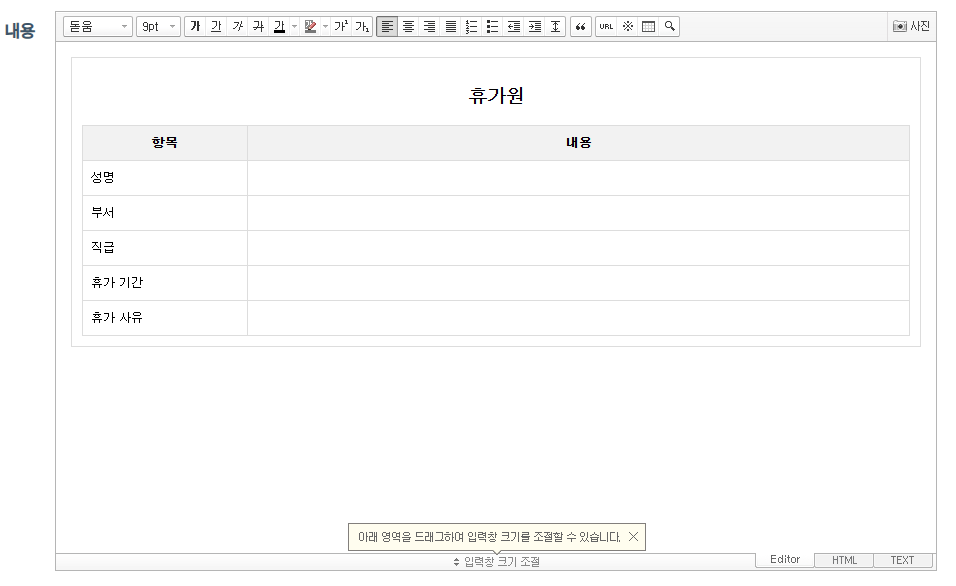 내용
돋움 9pt 가 가 가 가 가 가 가² 가₁ “ URL ※ 사진
휴가원
항목 내용
성명
부서
직급
휴가 기간
휴가 사유
아래 영역을 드래그하여 입력창 크기를 조절할 수 있습니다.
입력창 크기 조절 Editor HTML TEXT